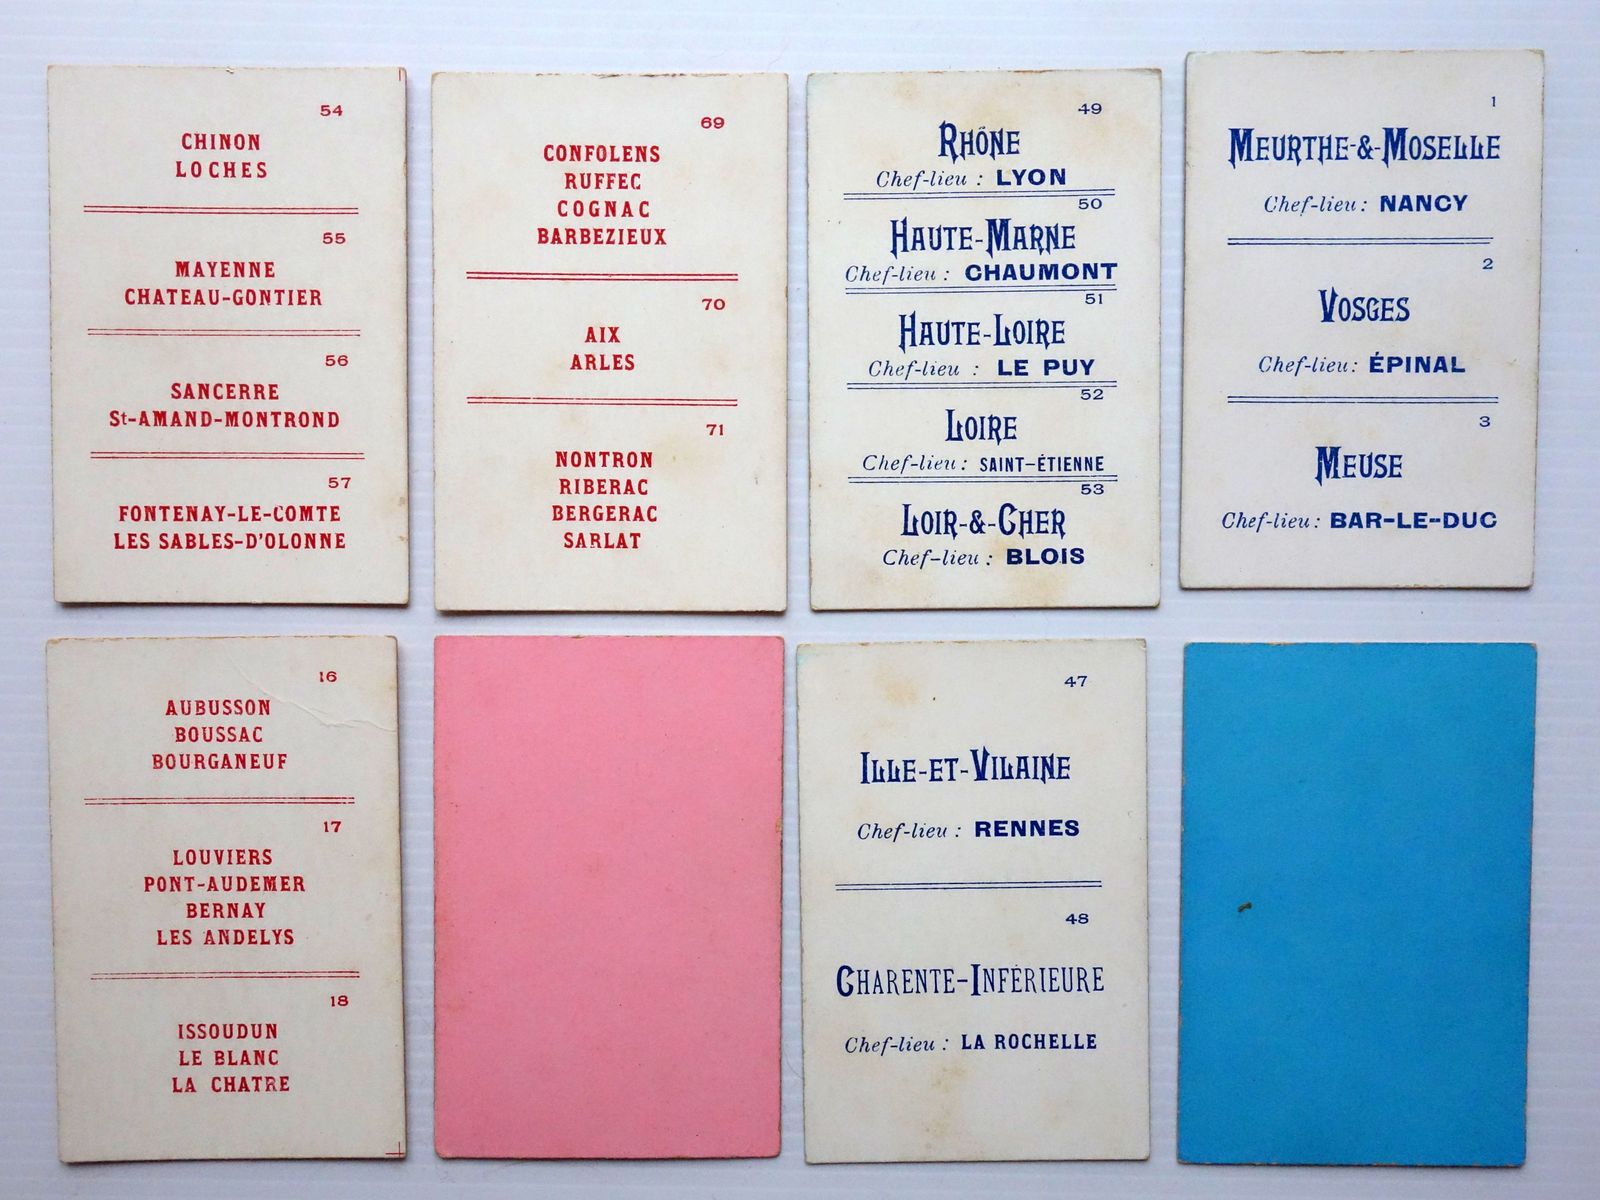 54
CHINON
LOCHES
55
MAYENNE
CHATEAU-GONTIER
56
SANCERRE
St-AMAND-MONTROND
57
FONTENAY-LE-COMTE
LES SABLES-D'OLONNE
69
CONFOLENS
RUFFEC
COGNAC
BARBEZIEUX
70
AIX
ARLES
71
NONTRON
RIBERAC
BERGERAC
SARLAT
49
RHÔNE
Chef-lieu : LYON
50
HAUTE-MARNE
Chef-lieu : CHAUMONT
51
HAUTE-LOIRE
Chef-lieu : LE PUY
52
LOIRE
Chef-lieu : SAINT-ÉTIENNE
53
LOIR-&-CHER
Chef-lieu : BLOIS
1
MEURTHE-&-MOSELLE
Chef-lieu : NANCY
2
VOSGES
Chef-lieu : ÉPINAL
3
MEUSE
Chef-lieu : BAR-LE-DUC
16
AUBUSSON
BOUSSAC
BOURGANEUF
17
LOUVIERS
PONT-AUDEMER
BERNAY
LES ANDELYS
18
ISSOUDUN
LE BLANC
LA CHATRE
47
ILLE-ET-VILAINE
Chef-lieu : RENNES
48
CHARENTE-INFÉRIEURE
Chef-lieu : LA ROCHELLE